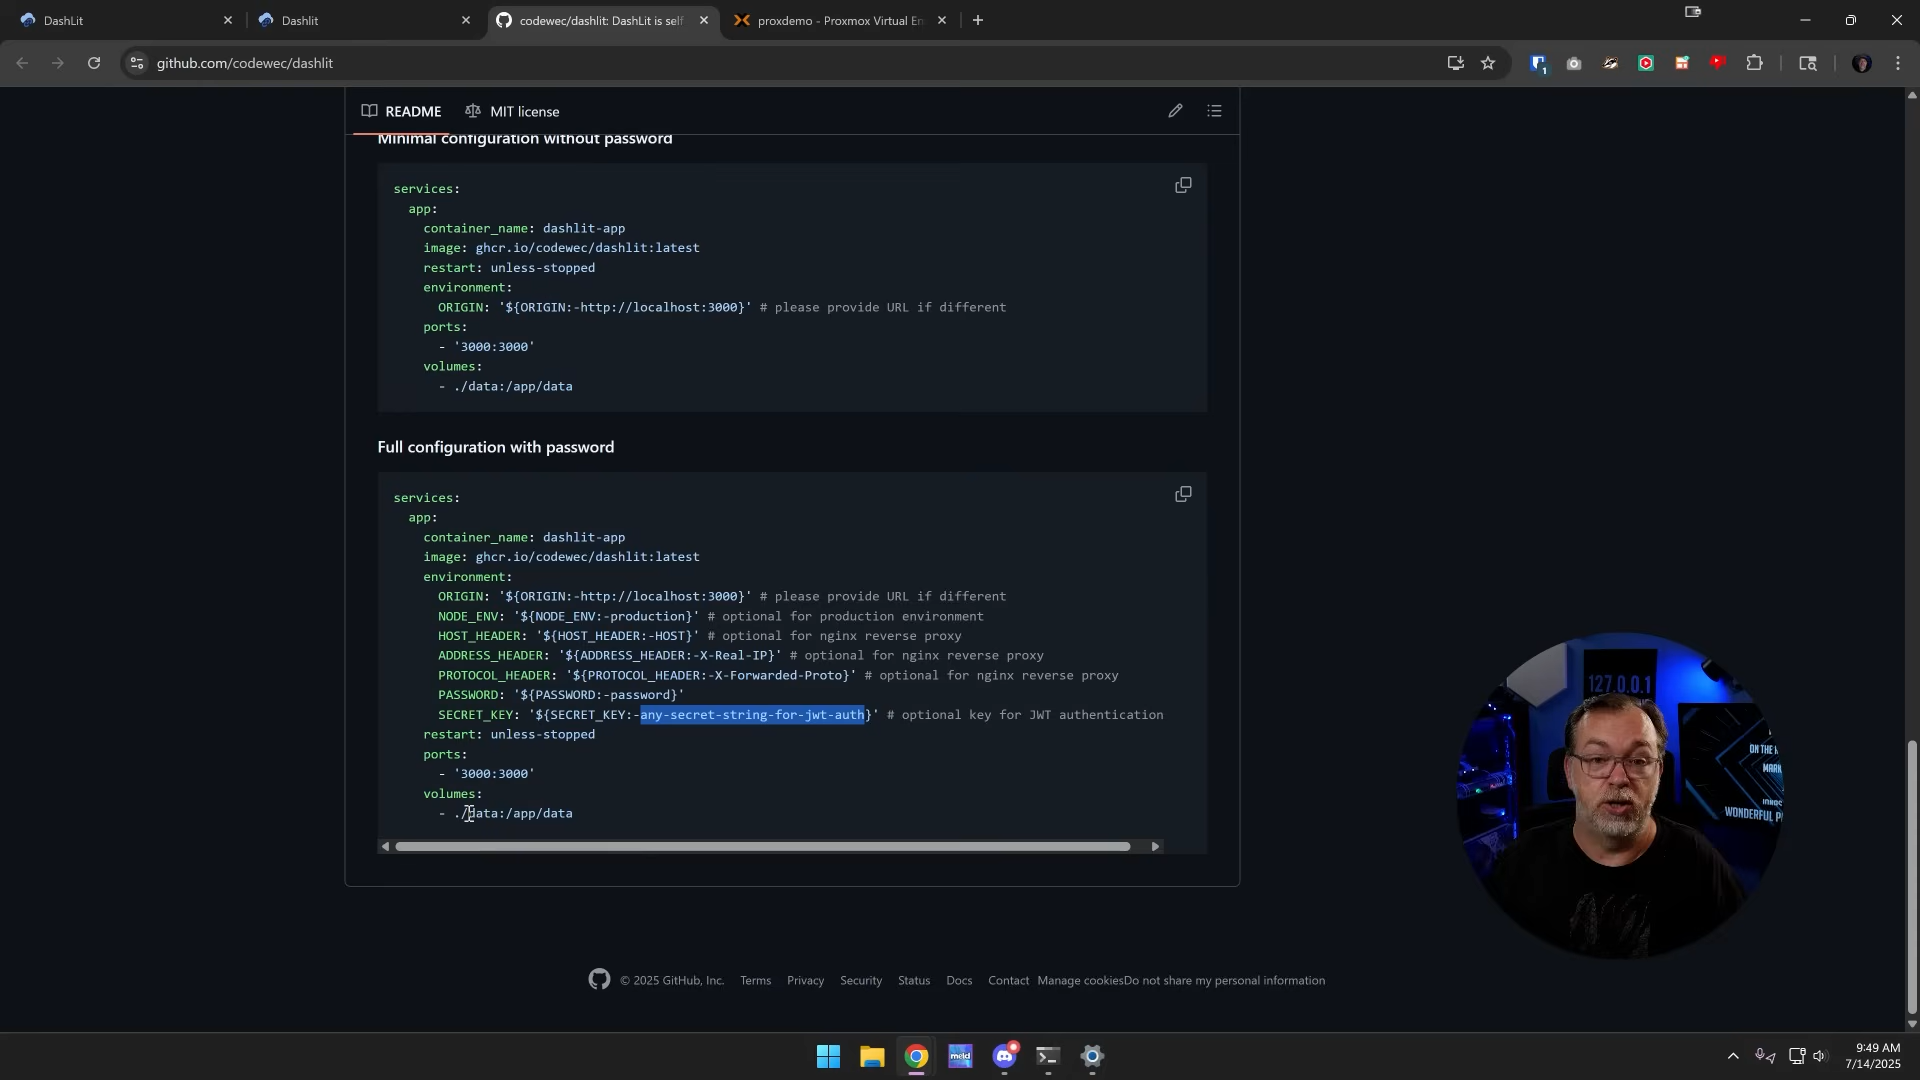 DashLit
Dashlit
codewec/dashlit: DashLit is self
proxdemo - Proxmox Virtual En
github.com/codewec/dashlit
1
README
MIT license
Minimal configuration without password
services:
app:
container_name: dashlit-app
image: ghcr.io/codewec/dashlit:latest
restart: unless-stopped
environment:
ORIGIN: '${ORIGIN:-http://localhost:3000}' # please provide URL if different
ports:
- '3000:3000'
volumes:
- ./data:/app/data
Full configuration with password
services:
app:
container_name: dashlit-app
image: ghcr.io/codewec/dashlit:latest
environment:
ORIGIN: '${ORIGIN:-http://localhost:3000}' # please provide URL if different
NODE_ENV: '${NODE_ENV:-production}' # optional for production environment
HOST_HEADER: '${HOST_HEADER:-HOST}' # optional for nginx reverse proxy
ADDRESS_HEADER: '${ADDRESS_HEADER:-X-Real-IP}' # optional for nginx reverse proxy
PROTOCOL_HEADER: '${PROTOCOL_HEADER:-X-Forwarded-Proto}' # optional for nginx reverse proxy
PASSWORD: '${PASSWORD:-password}'
SECRET_KEY: '${SECRET_KEY:-any-secret-string-for-jwt-auth}' # optional key for JWT authentication
restart: unless-stopped
ports:
- '3000:3000'
volumes:
- ./data:/app/data
127.0.0.1
ON THE
WONDERFUL
© 2025 GitHub, Inc. Terms Privacy Security Status Docs Contact Manage cookies Do not share my personal information
meld
9:49 AM
7/14/2025